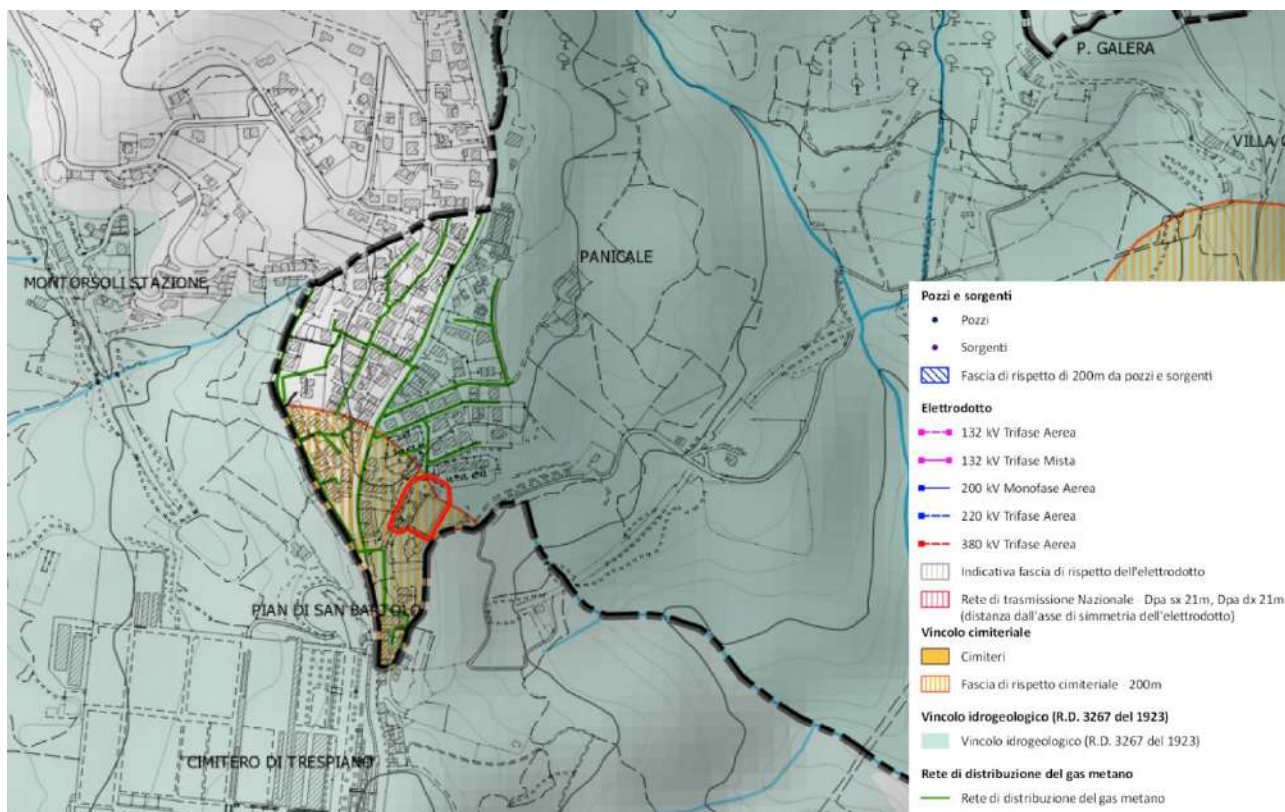 P. GALERA
VILLA
PANICALE
MONTORSOLI STAZIONE
PIAN DI SAN BARTOLO
CIMITERO DI TRESPIANO
Pozzi e sorgenti
Pozzi
Sorgenti
Fascia di rispetto di 200m da pozzi e sorgenti
Elettrodotto
132 kV Trifase Aerea
132 kV Trifase Mista
200 kV Monofase Aerea
220 kV Trifase Aerea
380 kV Trifase Aerea
Indicativa fascia di rispetto dell'elettrodotto
Rete di trasmissione Nazionale - Dpa sx 21m, Dpa dx 21m
(distanza dall'asse di simmetria dell'elettrodotto)
Vincolo cimiteriale
Cimiteri
Fascia di rispetto cimiteriale - 200m
Vincolo idrogeologico (R.D. 3267 del 1923)
Vincolo idrogeologico (R.D. 3267 del 1923)
Rete di distribuzione del gas metano
Rete di distribuzione del gas metano